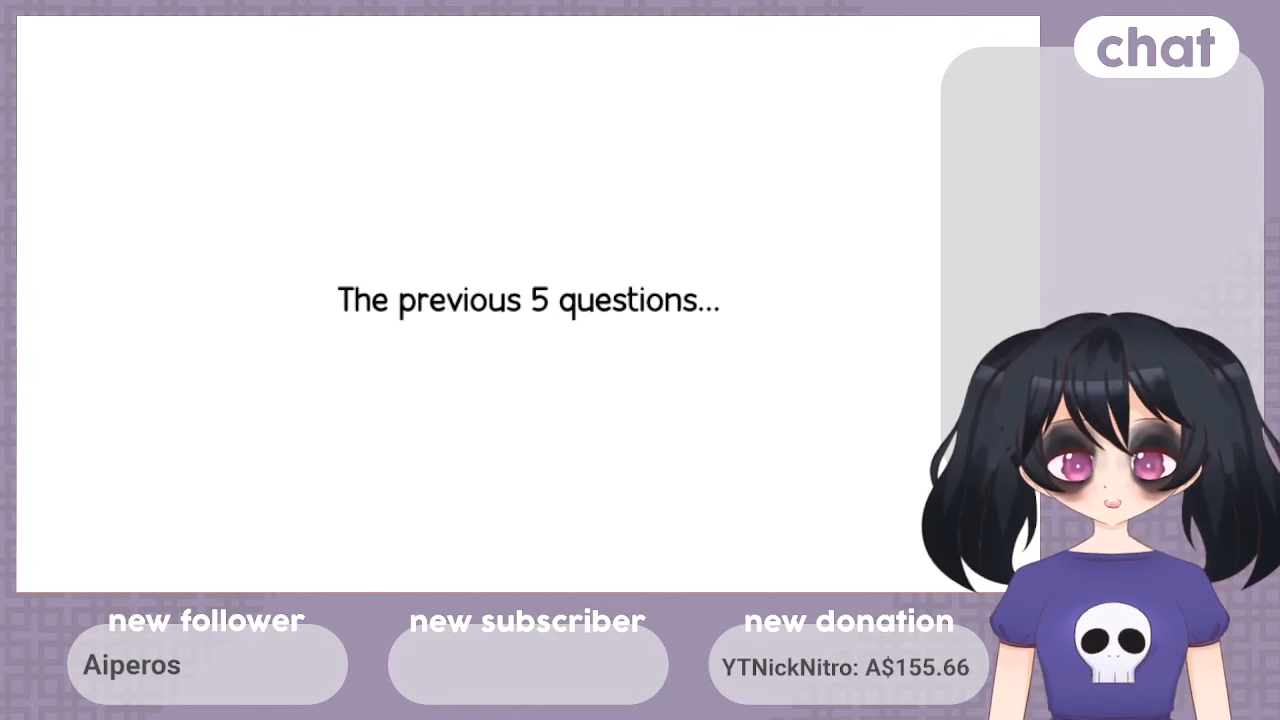 chat
The previous 5 questions...
new follower
Aiperos
new subscriber
new donation
YTNickNitro: A$155.66